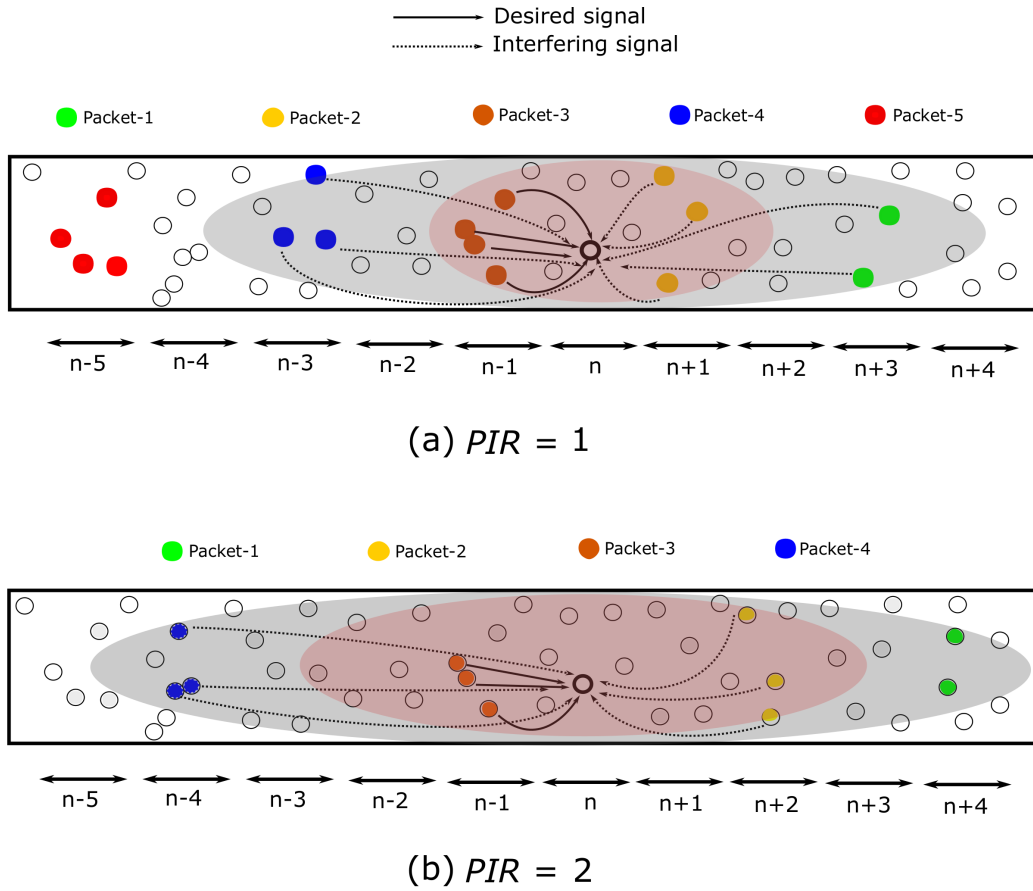 Desired signal
Interfering signal
Packet-1 Packet-2 Packet-3 Packet-4 Packet-5
n-5 n-4 n-3 n-2 n-1 n n+1 n+2 n+3 n+4
(a) PIR = 1
Packet-1 Packet-2 Packet-3 Packet-4
n-5 n-4 n-3 n-2 n-1 n n+1 n+2 n+3 n+4
(b) PIR = 2